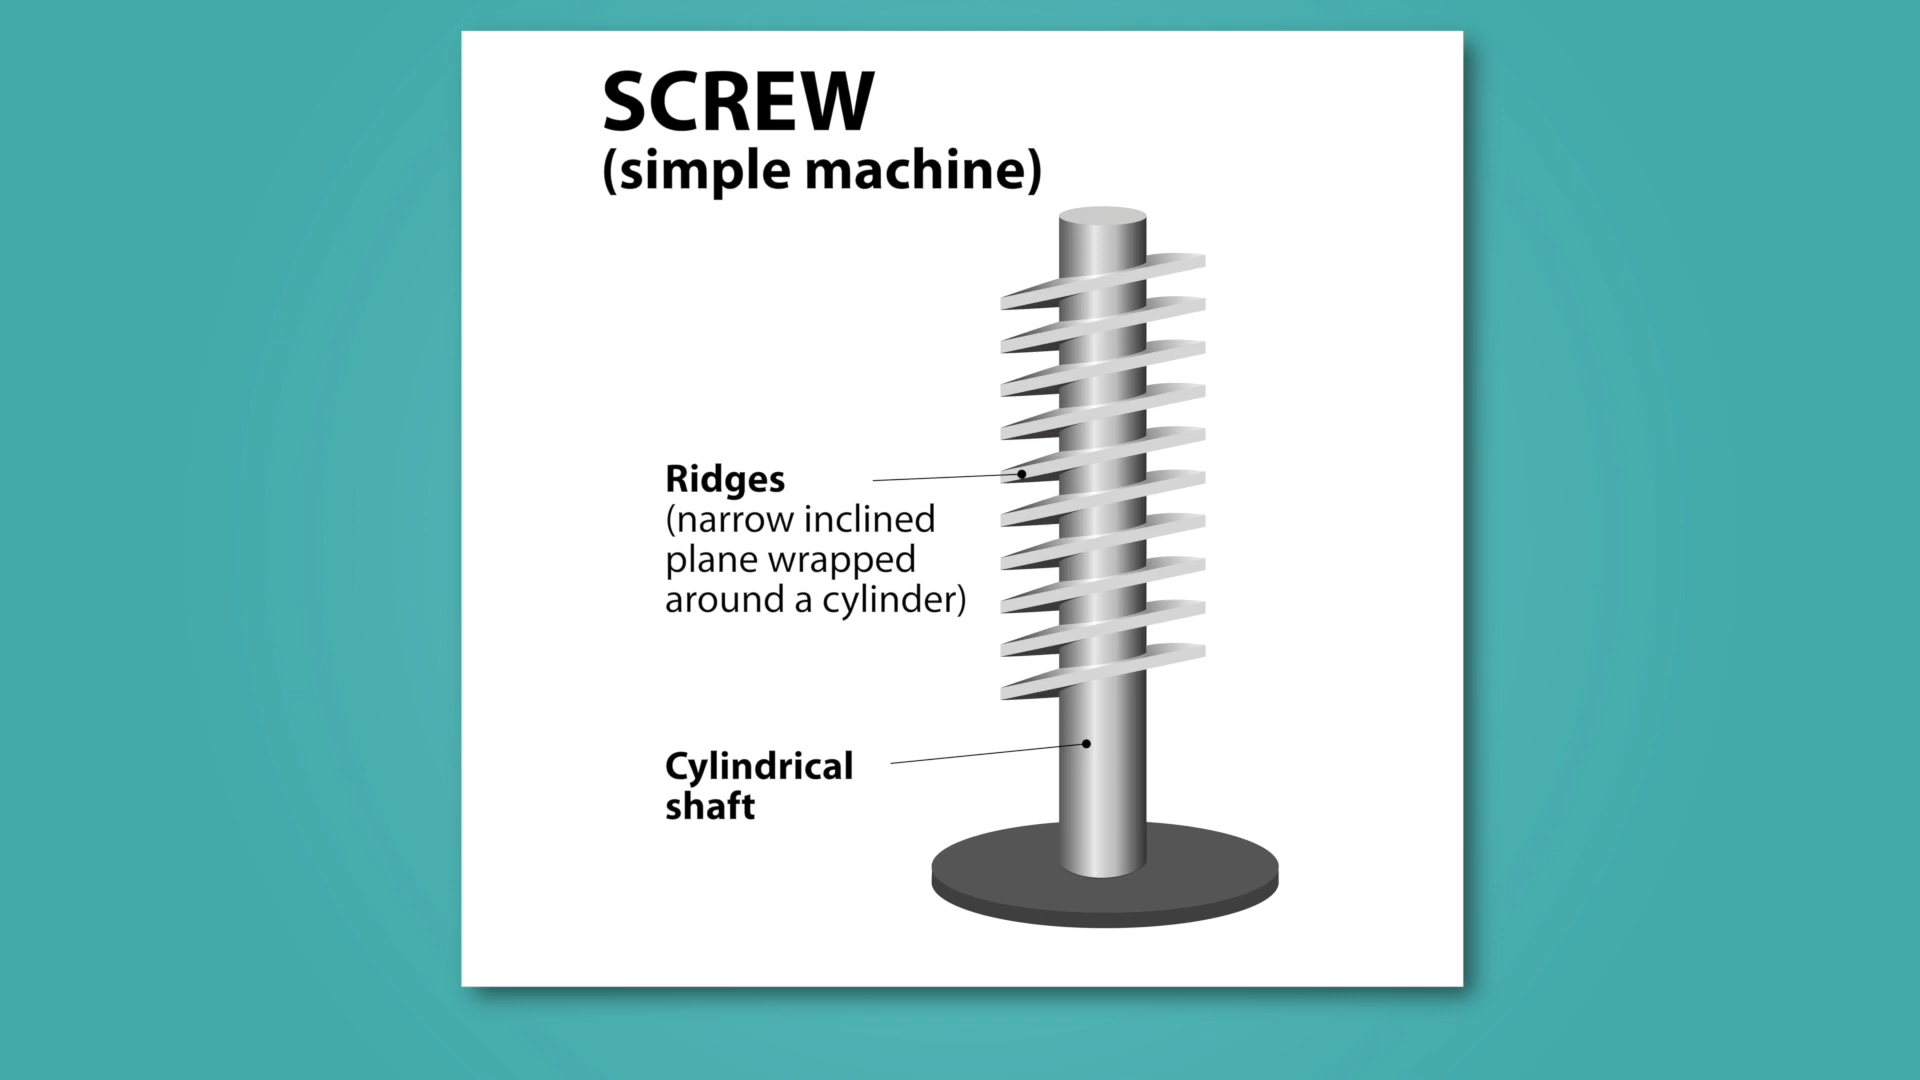 SCREW
(simple machine)
Ridges
(narrow inclined
plane wrapped
around a cylinder)
Cylindrical
shaft